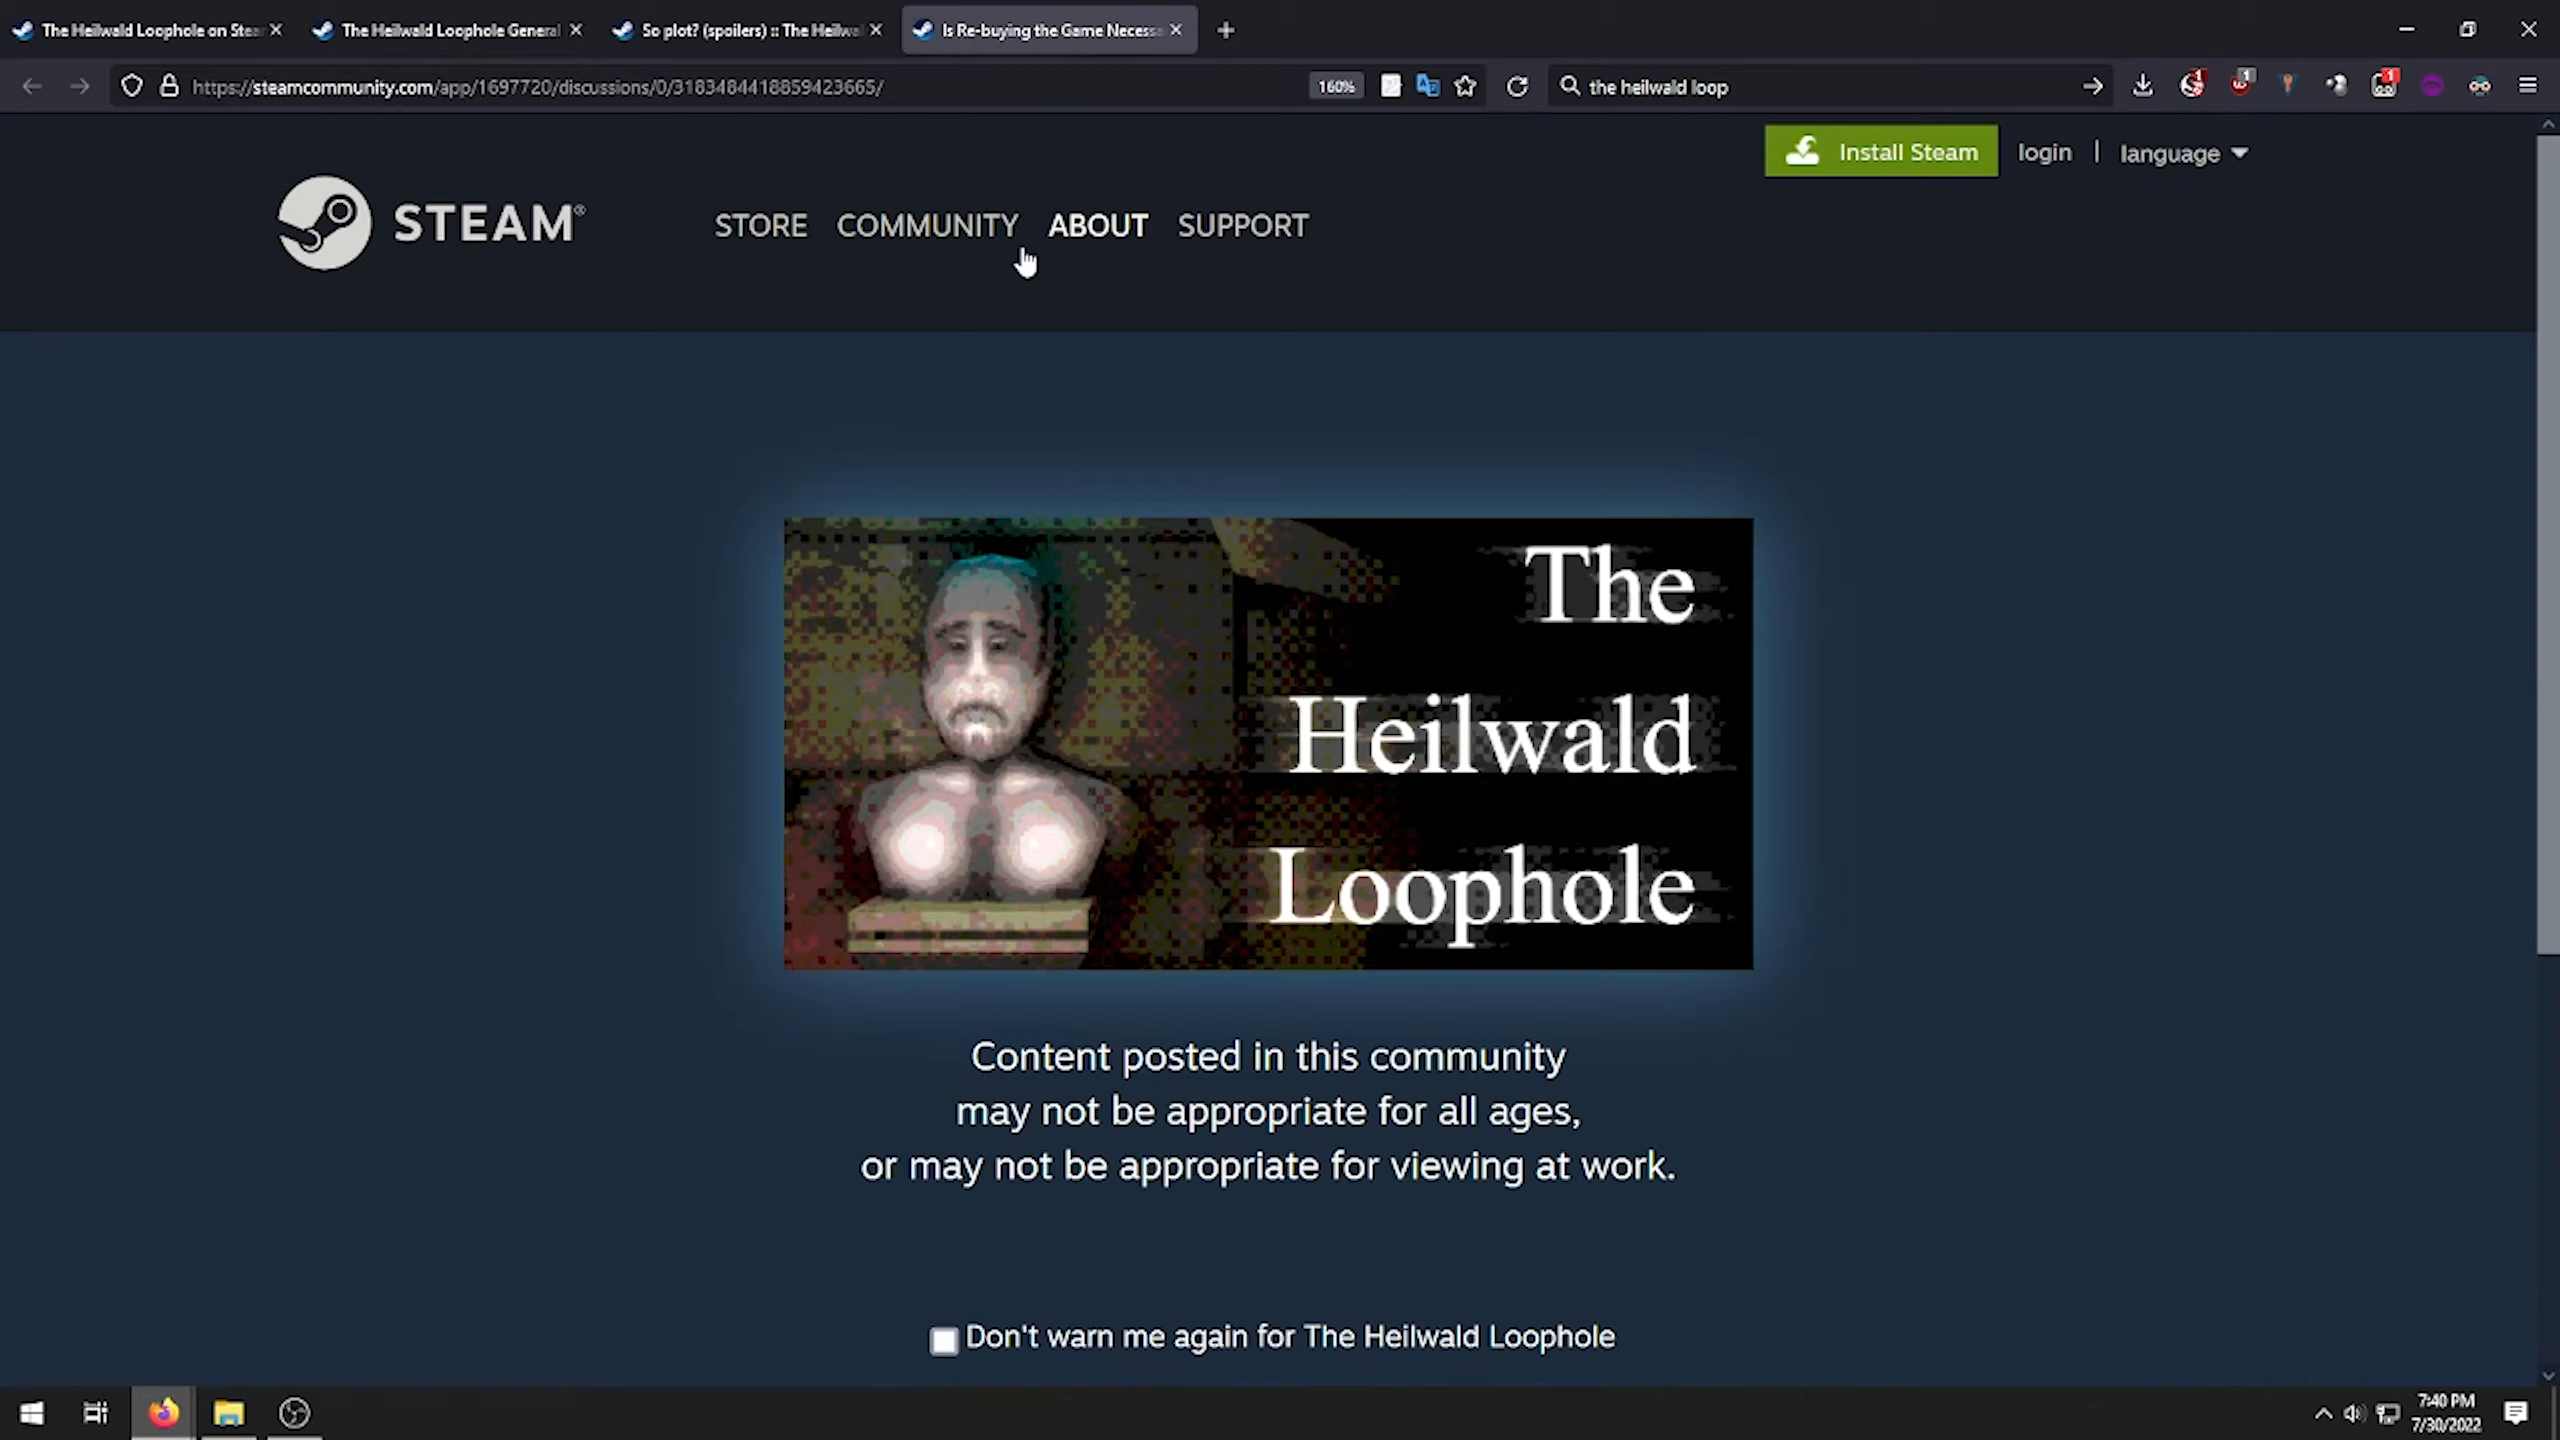 The Heilwald Loophole on Stea
The Heilwald Loophole General
So plot? (spoilers) :: The Heilwa
Is Re-buying the Game Necess
https://steamcommunity.com/app/1697720/discussions/0/3183484418859423665/
160%
the heilwald loop
1
1
1
Install Steam
login
language
STEAM®
STORE
COMMUNITY
ABOUT
SUPPORT
The
Heilwald
Loophole
Content posted in this community
may not be appropriate for all ages,
or may not be appropriate for viewing at work.
Don't warn me again for The Heilwald Loophole
7:40 PM
7/30/2022